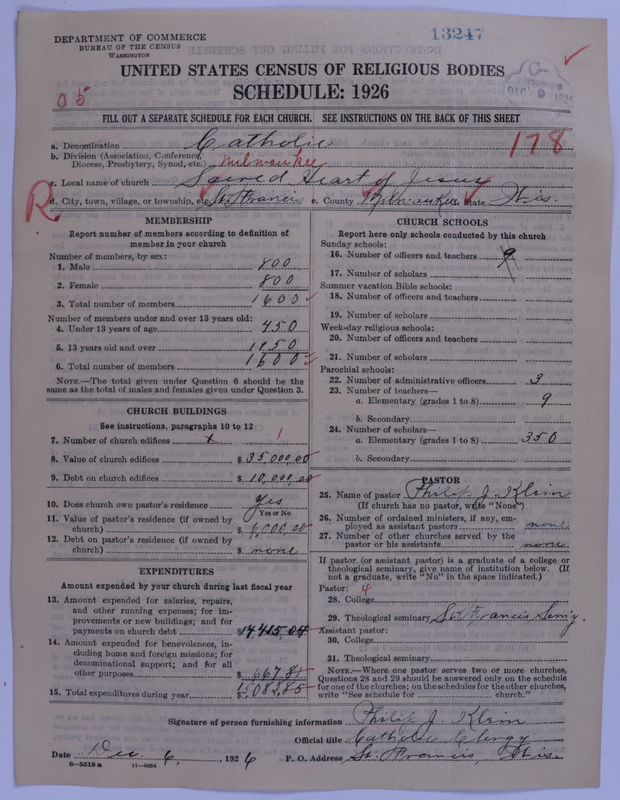 DEPARTMENT OF COMMERCE
BUREAU OF THE CENSUS
WASHINGTON
13247
UNITED STATES CENSUS OF RELIGIOUS BODIES
SCHEDULE: 1926
05
DEC 9 1926
FILL OUT A SEPARATE SCHEDULE FOR EACH CHURCH. SEE INSTRUCTIONS ON THE BACK OF THIS SHEET
a. Denomination Catholic
178
b. Division (Association, Conference, Diocese, Presbytery, Synod, etc.) Milwaukee
c. Local name of church Sacred Heart of Jesus
R
d. City, town, village, or township, etc. St. Francis e. County Milwaukee State Wis.
MEMBERSHIP
Report number of members according to definition of member in your church
Number of members, by sex:
1. Male 800
2. Female 800
3. Total number of members 1600
Number of members under and over 13 years old:
4. Under 13 years of age 450
5. 13 years old and over 1150
6. Total number of members 1600
NOTE.—The total given under Question 6 should be the same as the total of males and females given under Question 3.
CHURCH BUILDINGS
See instructions, paragraphs 10 to 12
7. Number of church edifices x 1
8. Value of church edifices $ 35,000.00
9. Debt on church edifices $ 10,000.00
10. Does church own pastor's residence yes
Yes or No
11. Value of pastor's residence (if owned by church) $ 6,000.00
12. Debt on pastor's residence (if owned by church) $ none
EXPENDITURES
Amount expended by your church during last fiscal year
13. Amount expended for salaries, repairs, and other running expenses; for improvements or new buildings; and for payments on church debt 14,415.04
14. Amount expended for benevolences, including home and foreign missions; for denominational support; and for all other purposes $ 667.81
15. Total expenditures during year $ 15,082.85
CHURCH SCHOOLS
Report here only schools conducted by this church
Sunday schools:
16. Number of officers and teachers 9
17. Number of scholars
Summer vacation Bible schools:
18. Number of officers and teachers
19. Number of scholars
Week-day religious schools:
20. Number of officers and teachers
21. Number of scholars
Parochial schools:
22. Number of administrative officers 3
23. Number of teachers—
a. Elementary (grades 1 to 8) 9
b. Secondary
24. Number of scholars—
a. Elementary (grades 1 to 8) 350
b. Secondary
PASTOR
25. Name of pastor Philip J. Klein
(If church has no pastor, write "None")
26. Number of ordained ministers, if any, employed as assistant pastors none
27. Number of other churches served by the pastor or his assistants none
If pastor (or assistant pastor) is a graduate of a college or theological seminary, give name of institution below. (If not a graduate, write "No" in the space indicated.)
Pastor: 4
28. College
29. Theological seminary St. Francis Sem'y.
Assistant pastor:
30. College
31. Theological seminary
NOTE.—Where one pastor serves two or more churches, Questions 28 and 29 should be answered only on the schedule for one of the churches; on the schedules for the other churches, write "See schedule for ........ church."
Signature of person furnishing information Philip J. Klein
Official title Catholic Clergy
Date Dec. 6, 1926 P. O. Address St. Francis, Wis.
8—5518 a 11—9664